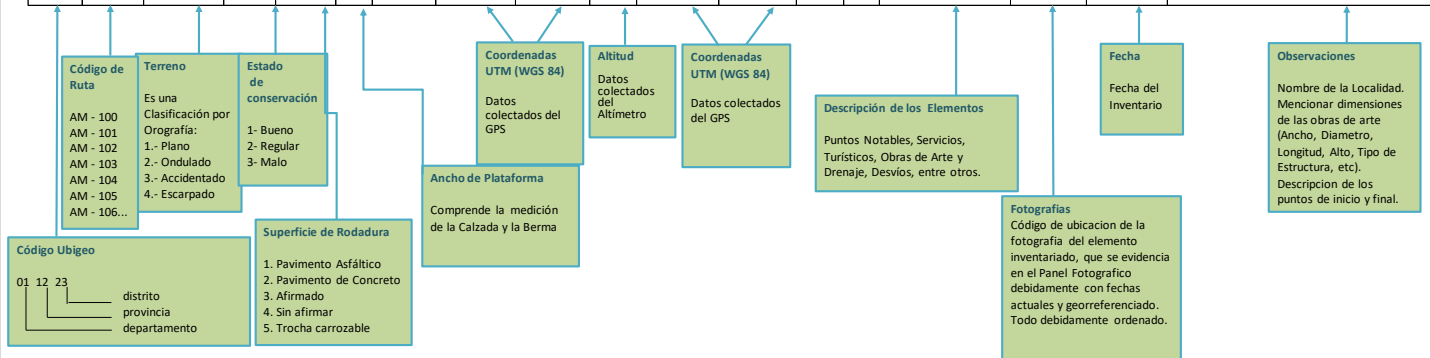 Código de
Ruta
AM - 100
AM - 101
AM - 102
AM - 103
AM - 104
AM - 105
AM - 106...
Terreno
Es una
Clasificación por
Orografía:
1.- Plano
2.- Ondulado
3.- Accidentado
4.- Escarpado
Estado
de
conservación
1- Bueno
2- Regular
3- Malo
Coordenadas
UTM (WGS 84)
Datos
colectados del
GPS
Altitud
Datos
colectados
del
Altímetro
Coordenadas
UTM (WGS 84)
Datos colectados
del GPS
Descripción de los Elementos
Puntos Notables, Servicios,
Turísticos, Obras de Arte y
Drenaje, Desvíos, entre otros.
Fecha
Fecha del
Inventario
Observaciones
Nombre de la Localidad.
Mencionar dimensiones
de las obras de arte
(Ancho, Diametro,
Longitud, Alto, Tipo de
Estructura, etc).
Descripcion de los
puntos de inicio y final.
Código Ubigeo
01 12 23
distrito
provincia
departamento
Superficie de Rodadura
1. Pavimento Asfáltico
2. Pavimento de Concreto
3. Afirmado
4. Sin afirmar
5. Trocha carrozable
Ancho de Plataforma
Comprende la medición
de la Calzada y la Berma
Fotografias
Código de ubicacion de la
fotografia del elemento
inventariado, que se evidencia
en el Panel Fotografico
debidamente con fechas
actuales y georreferenciado.
Todo debidamente ordenado.